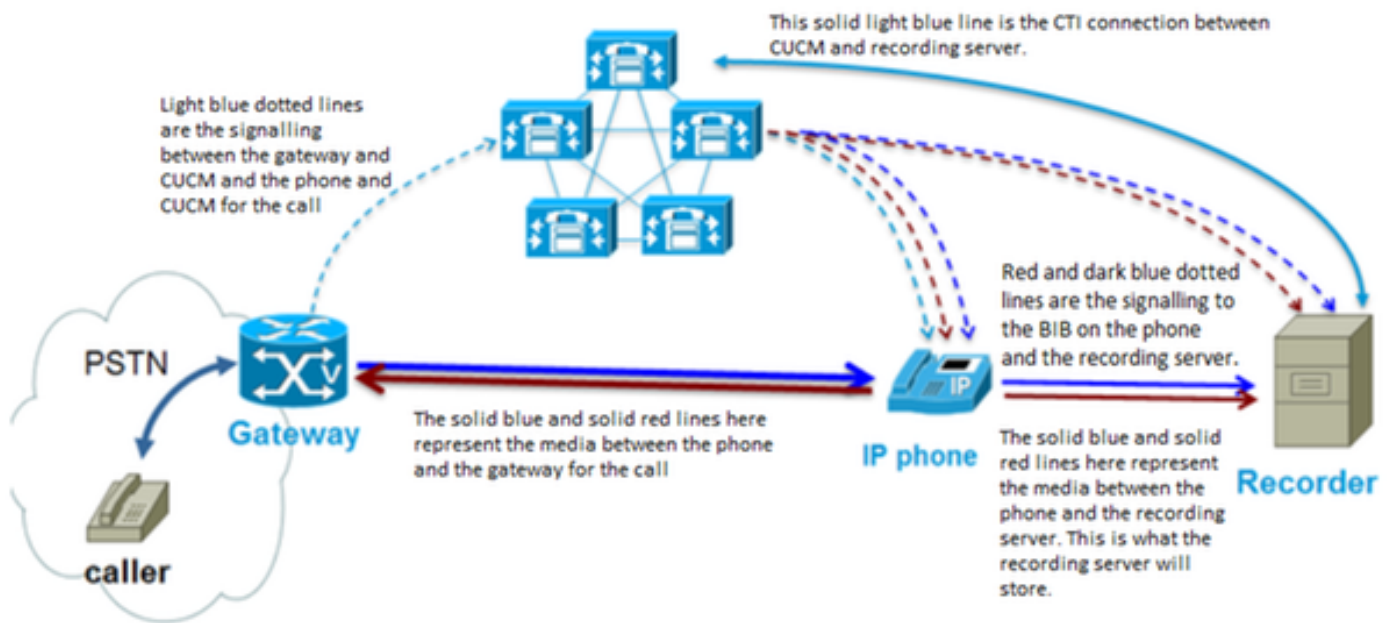 This solid light blue line is the CTI connection between
CUCM and recording server.
Light blue dotted lines
are the signalling
between the gateway and
CUCM and the phone and
CUCM for the call
Red and dark blue dotted
lines are the signalling to
the BIB on the phone
and the recording server.
PSTN
V
Gateway
The solid blue and solid red lines here
represent the media between the phone
and the gateway for the call
IP
IP phone
The solid blue and solid
red lines here represent
the media between the
phone and the recording
server. This is what the
recording server will
store.
Recorder
caller